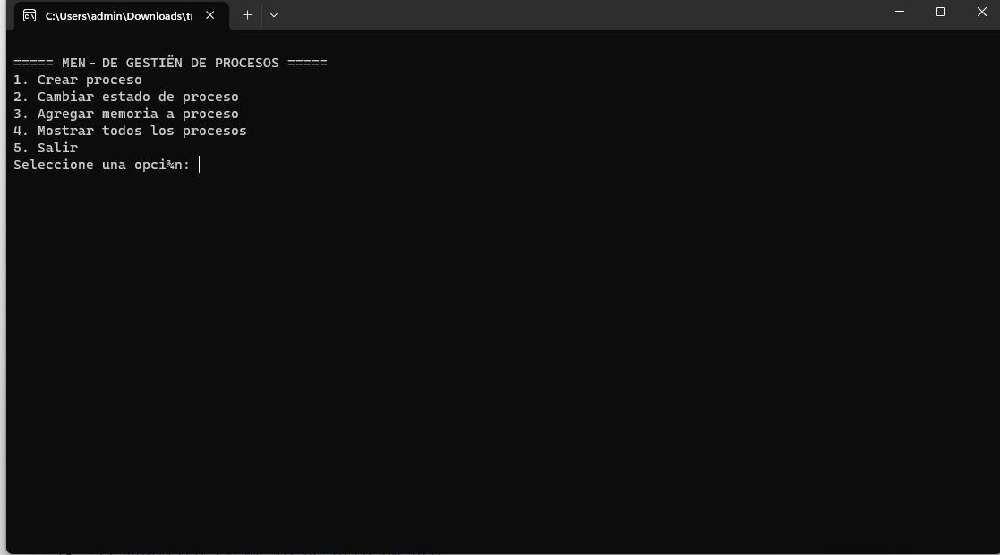 C:\Users\admin\Downloads\tı
===== MEN┌ DE GESTIËN DE PROCESOS =====
1. Crear proceso
2. Cambiar estado de proceso
3. Agregar memoria a proceso
4. Mostrar todos los procesos
5. Salir
Seleccione una opci¾n: